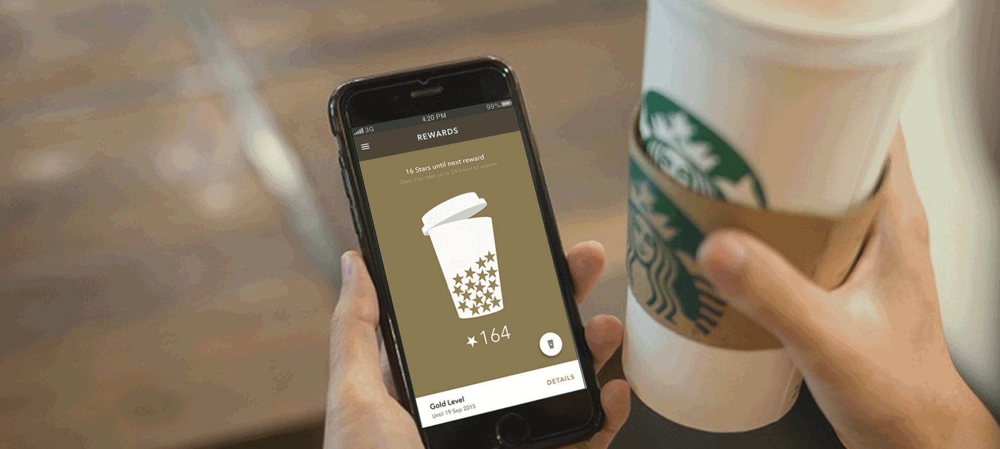 3G
4:20 PM
99%
REWARDS
16 Stars until next reward
Stars may take up to 24 hours to appear
164
DETAILS
Gold Level
Until 19 Sep 2015